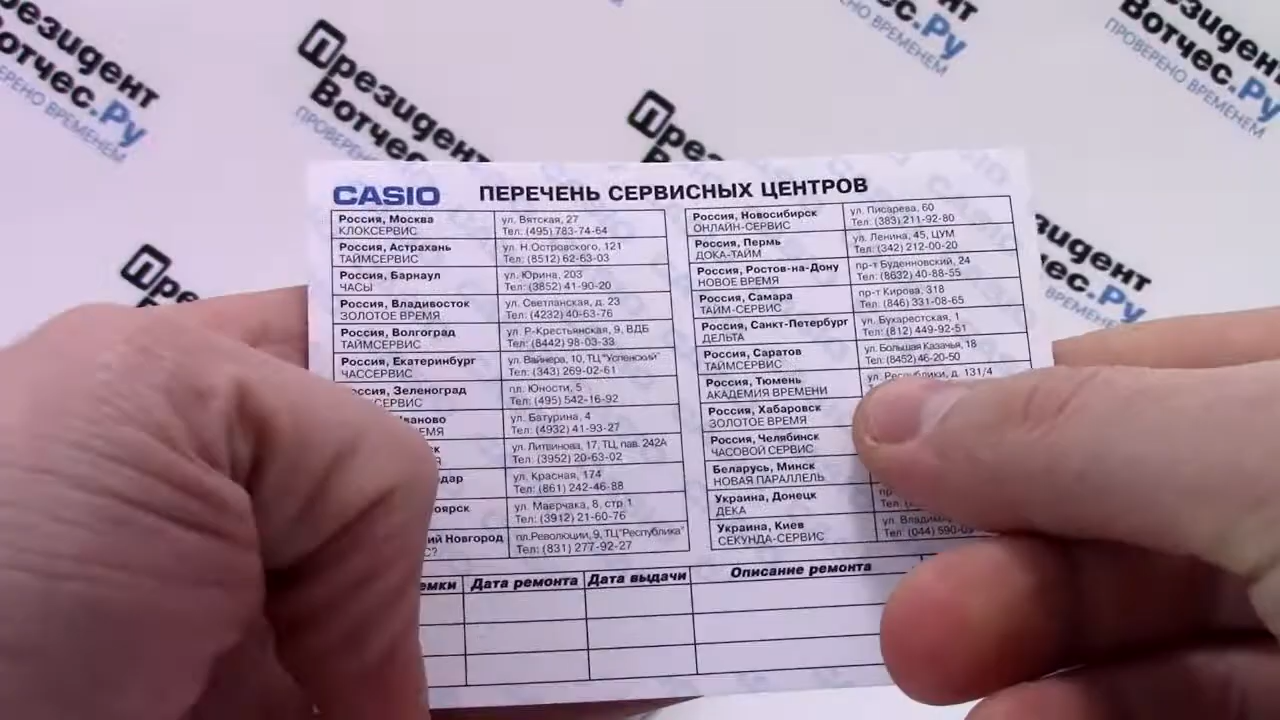 Президент
Вотчес.Ру
ПРОВЕРЕНО ВРЕМЕНЕМ
CASIO ПЕРЕЧЕНЬ СЕРВИСНЫХ ЦЕНТРОВ
Россия, Москва
КЛОКСЕРВИС
ул. Вятская, 27
Тел: (495) 783-74-64
Россия, Астрахань
ТАЙМСЕРВИС
ул. Н.Островского, 121
Тел: (8512) 62-63-03
Россия, Барнаул
ЧАСЫ
ул. Юрина, 203
Тел: (3852) 41-90-20
Россия, Владивосток
ЗОЛОТОЕ ВРЕМЯ
ул. Светланская, д. 23
Тел: (4232) 40-63-76
Россия, Волгоград
ТАЙМСЕРВИС
ул. Р-Крестьянская, 9, ВДБ
Тел: (8442) 98-03-33
Россия, Екатеринбург
ЧАССЕРВИС
ул. Вайнера, 10, ТЦ "Успенский"
Тел: (343) 269-02-61
Зеленоград
СЕРВИС
пл. Юности, 5
Тел: (495) 542-16-92
ул. Батурина, 4
Тел: (4932) 41-93-27
ул. Литвинова, 17, ТЦ, пав. 242А
Тел: (3952) 20-63-02
ул. Красная, 174
Тел: (861) 242-46-88
ул. Маерчака, 8, стр.1
Тел: (3912) 21-60-76
Новгород
пл.Революции, 9, ТЦ "Республика"
Тел: (831) 277-92-27
Россия, Новосибирск
ОНЛАЙН-СЕРВИС
ул. Писарева, 60
Тел: (383) 211-92-80
Россия, Пермь
ДОКА-ТАЙМ
ул. Ленина, 45, ЦУМ
Тел: (342) 212-00-20
Россия, Ростов-на-Дону
НОВОЕ ВРЕМЯ
пр-т Буденновский, 24
Тел: (8632) 40-88-55
Россия, Самара
ТАЙМ-СЕРВИС
пр-т Кирова, 318
Тел: (846) 331-08-65
Россия, Санкт-Петербург
ДЕЛЬТА
ул. Бухарестская, 1
Тел: (812) 449-92-51
Россия, Саратов
ТАЙМСЕРВИС
ул. Большая Казачья, 18
Тел: (8452) 46-20-50
Россия, Тюмень
АКАДЕМИЯ ВРЕМЕНИ
ул. Республики, д. 131/4
Россия, Хабаровск
ЗОЛОТОЕ ВРЕМЯ
Россия, Челябинск
ЧАСОВОЙ СЕРВИС
Беларусь, Минск
НОВАЯ ПАРАЛЛЕЛЬ
Украина, Донецк
ДЕКА
Украина, Киев
СЕКУНДА-СЕРВИС
ул.
Тел: (044)
Дата ремонта Дата выдачи Описание ремонта